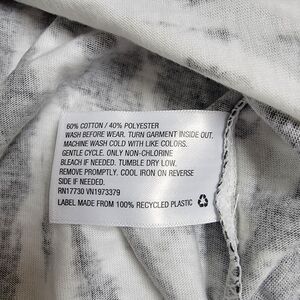 60% COTTON / 40% POLYESTER
WASH BEFORE WEAR. TURN GARMENT INSIDE OUT,
MACHINE WASH COLD WITH LIKE COLORS.
GENTLE CYCLE. ONLY NON-CHLORINE
BLEACH IF NEEDED. TUMBLE DRY LOW.
REMOVE PROMPTLY. COOL IRON ON REVERSE
SIDE IF NEEDED.
RN17730 VN1973379
LABEL MADE FROM 100% RECYCLED PLASTIC